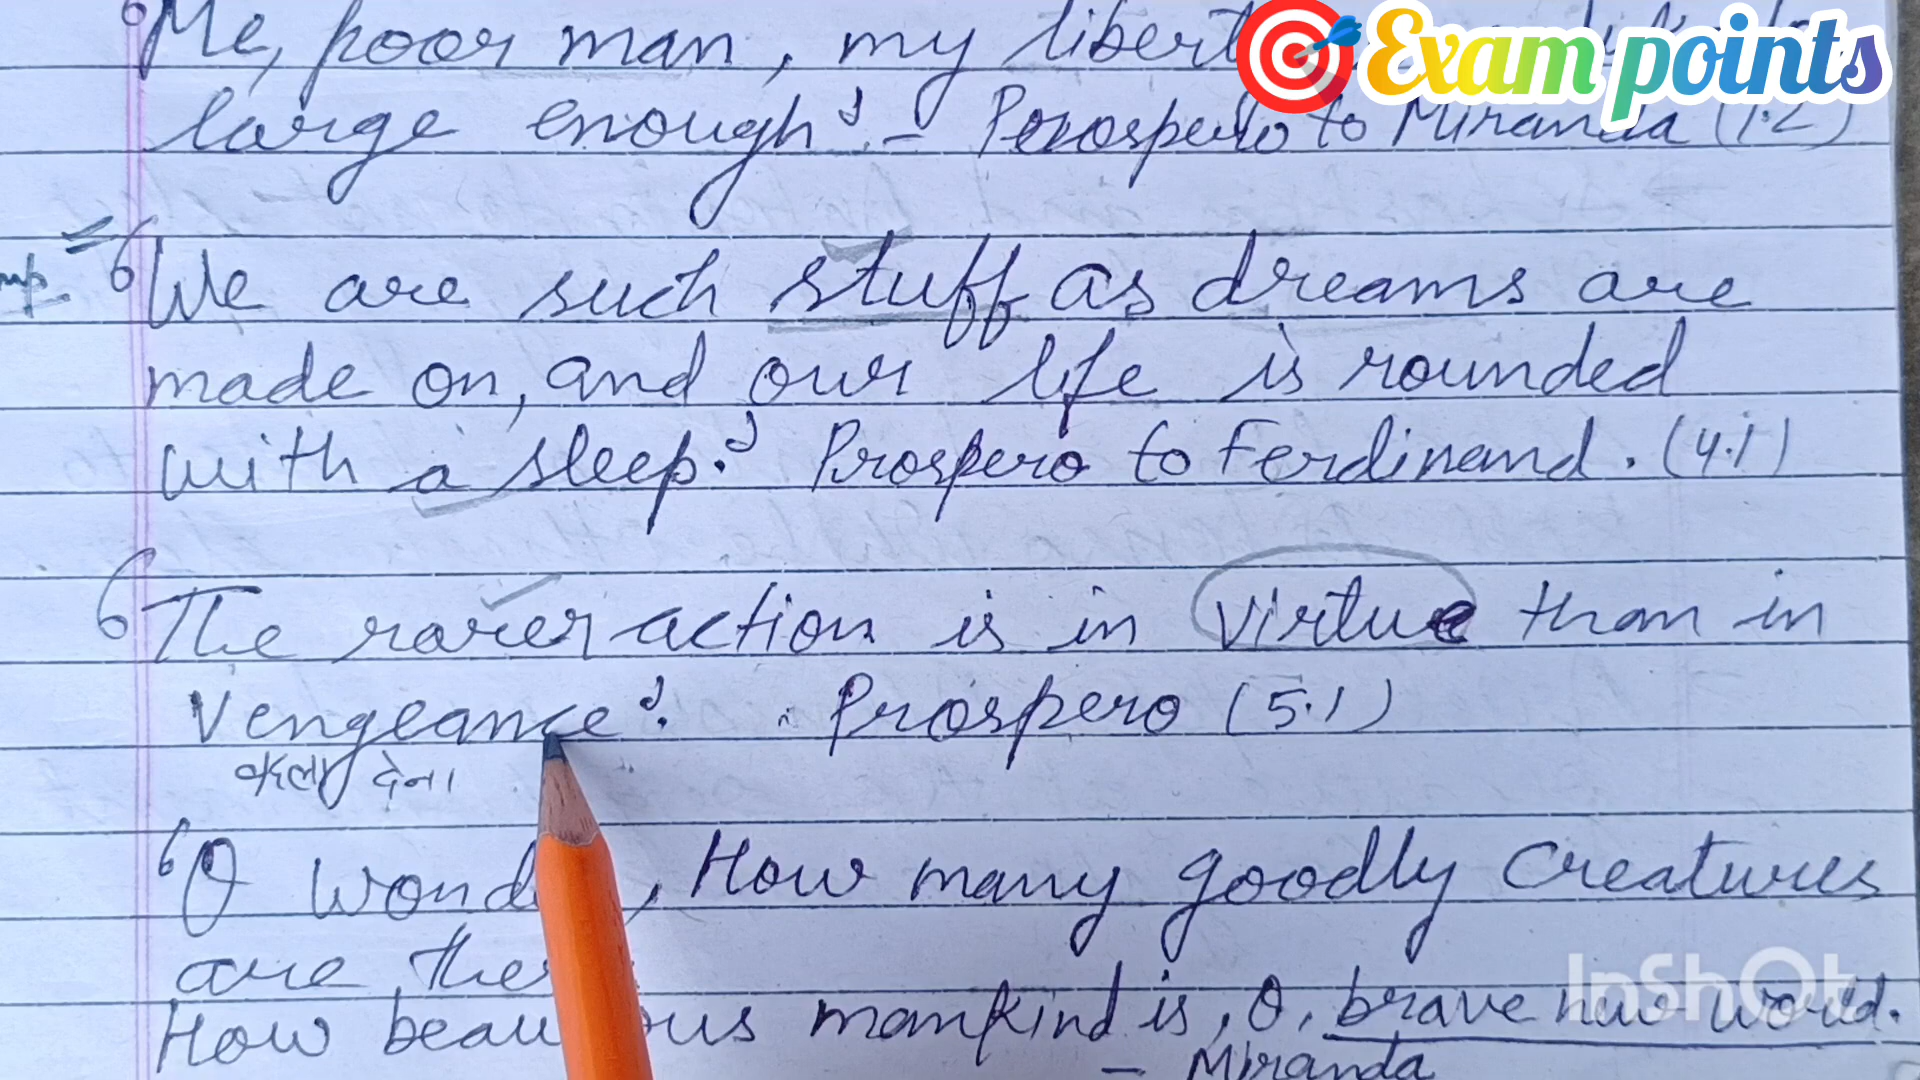 Exam points
'Me, poor man, my
large enough' - Prospero to Miranda (1.2)
Imp. = 'We are such stuff as dreams are
made on, and our life is rounded
with a sleep.' Prospero to Ferdinand. (4.1)
'The rarer action is in virtue than in
Vengeance'. Prospero (5.1)
बदला देना
'O Wond , How many goodly Creatures
are the
How beau ous mankind is, O, brave new world.
- Miranda
InShOt